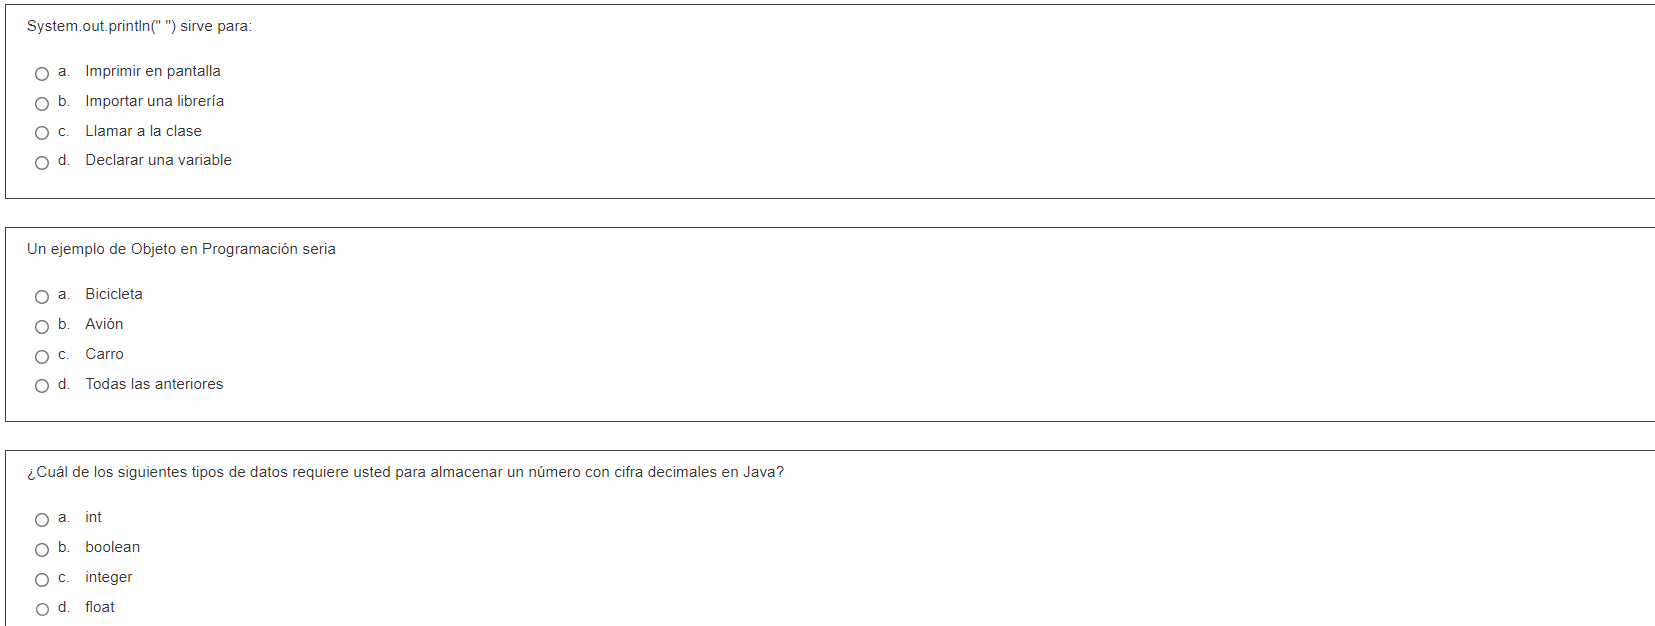 System.out.println(" ") sirve para:
a. Imprimir en pantalla
b. Importar una librería
c. Llamar a la clase
d. Declarar una variable
Un ejemplo de Objeto en Programación seria
a. Bicicleta
b. Avión
c. Carro
d. Todas las anteriores
¿Cuál de los siguientes tipos de datos requiere usted para almacenar un número con cifra decimales en Java?
a. int
b. boolean
c. integer
d. float